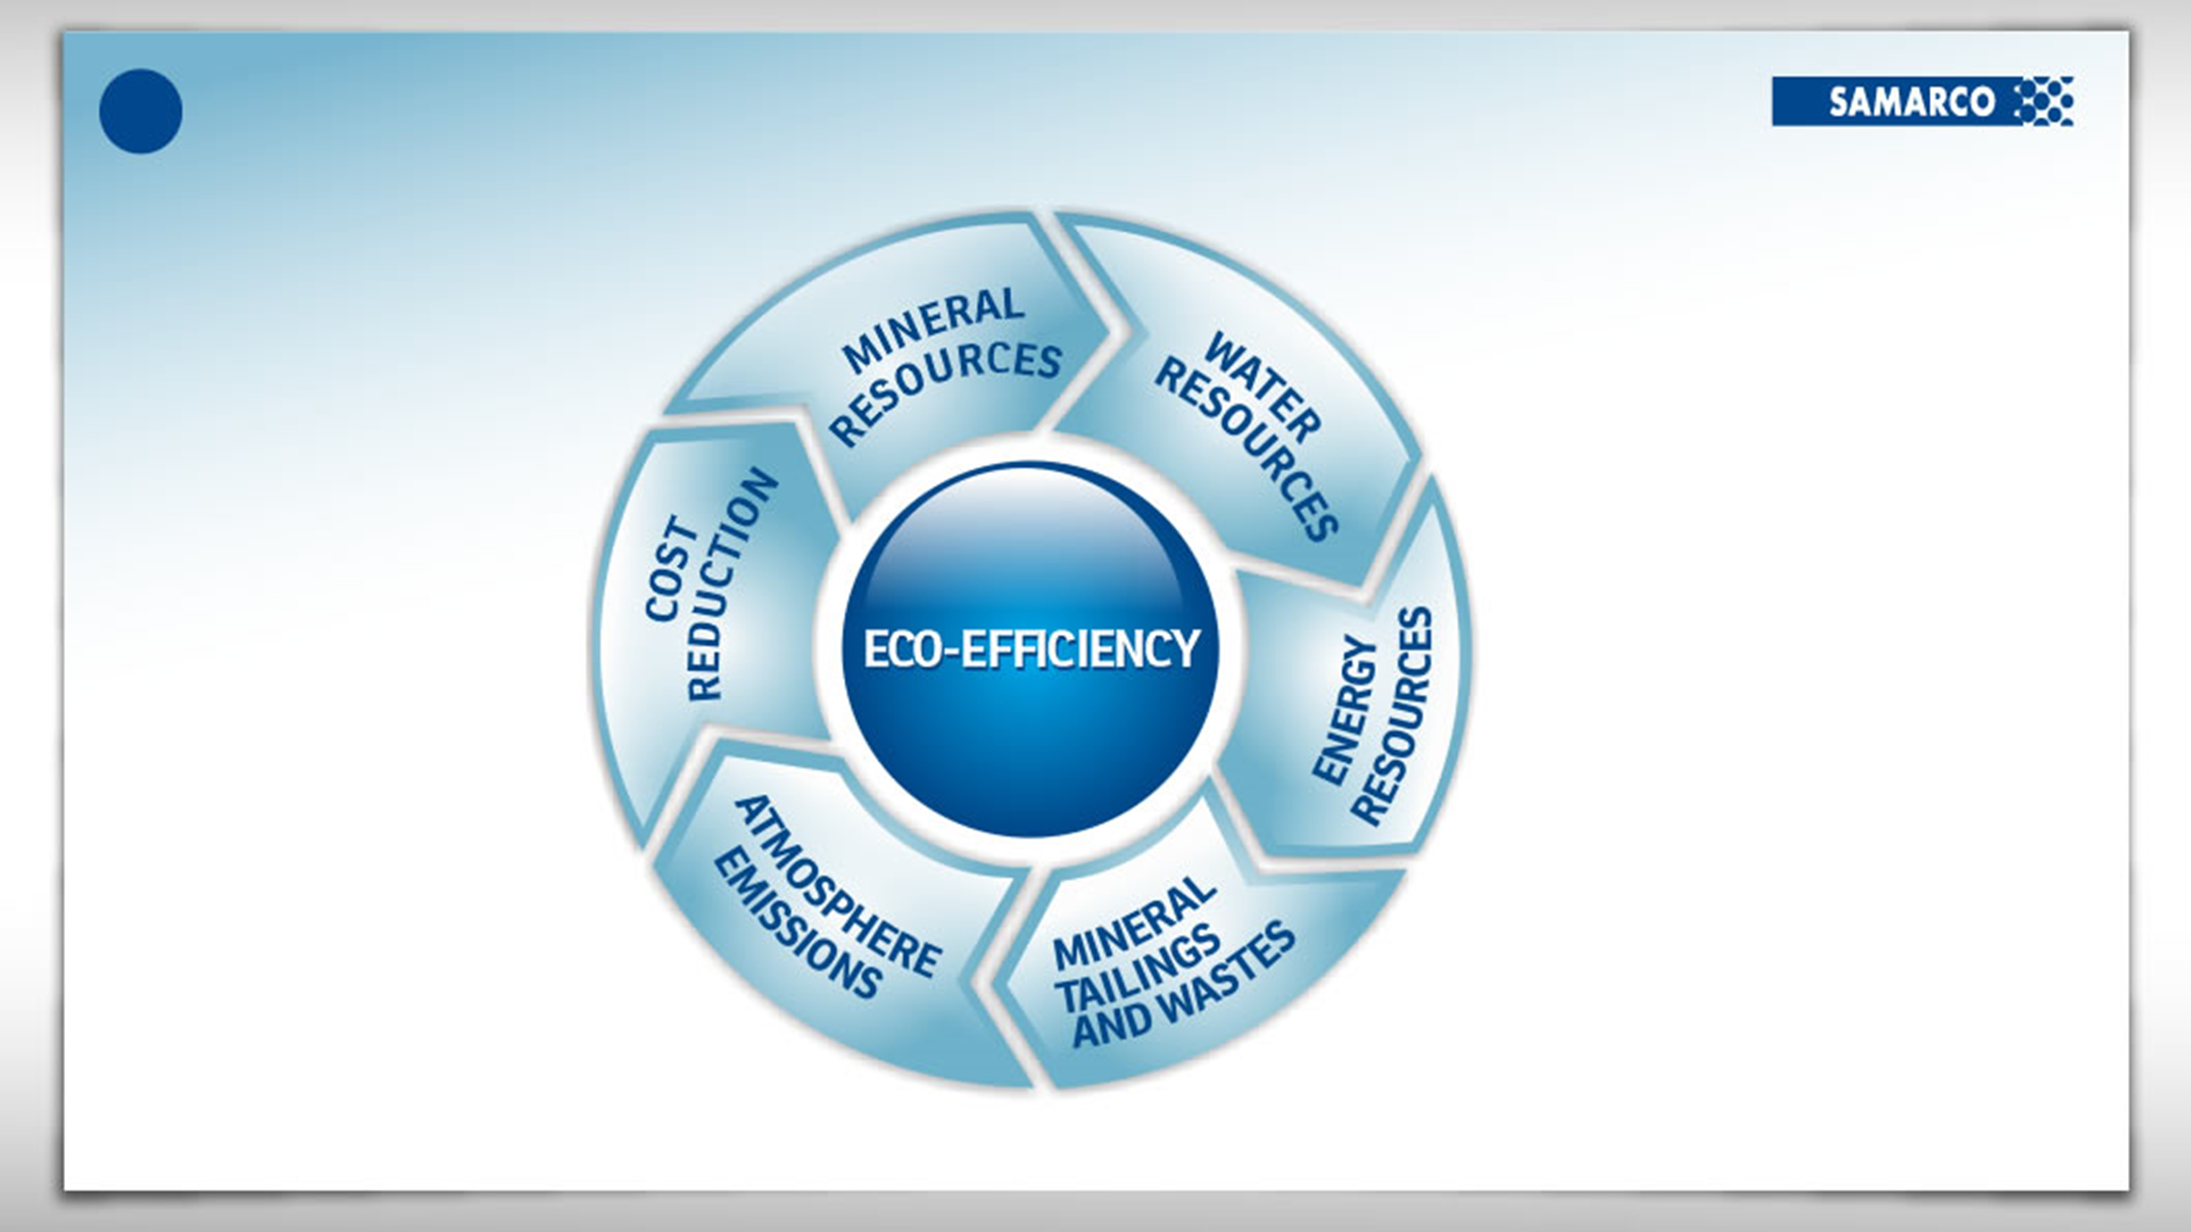 SAMARCO
MINERAL
RESOURCES
WATER
RESOURCES
ENERGY
RESOURCES
MINERAL
TAILINGS
AND WASTES
ATMOSPHERE
EMISSIONS
COST
REDUCTION
ECO-EFFICIENCY